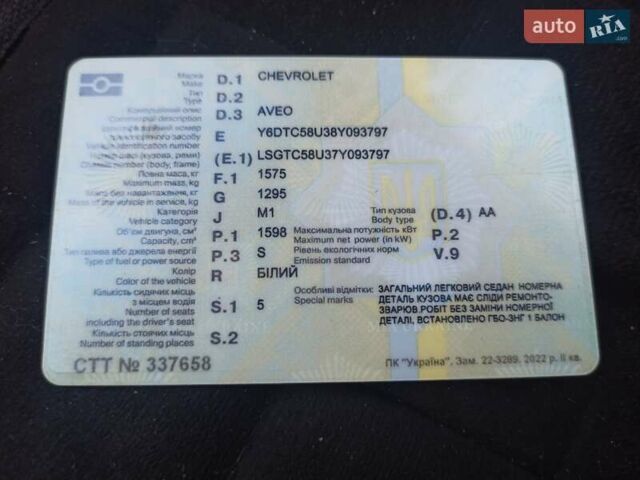 auto RIA .com
Марка
Make D.1 CHEVROLET
Тип
Type D.2
Комерційний опис
Commercial description D.3 AVEO
Ідентифікаційний номер
транспортного засобу E Y6DTC58U38Y093797
Vehicle identification number
Номер шасі (кузова, рами) (E.1) LSGTC58U37Y093797
Chassis number (body, frame)
Повна маса, кг F.1 1575
Maximum mass, kg
Маса без навантаження, кг G 1295
Mass of the vehicle in service, kg
Категорія
Vehicle category J M1 Тип кузова
Body type (D.4) AA
Об'єм двигуна, см³
Capacity, cm³ P.1 1598 Максимальна потужність кВт
Maximum net power (in kW) P.2
Тип палива або джерела енергії
Type of fuel or power source P.3 S Рівень екологічних норм
Emission standard V.9
Колір
Color of the vehicle R БІЛИЙ
Кількість сидячих місць
з місцем водія S.1 5
Number of seats
including the driver's seat
Особливі відмітки:
Special marks
ЗАГАЛЬНИЙ ЛЕГКОВИЙ СЕДАН НОМЕРНА
ДЕТАЛЬ КУЗОВА МАЄ СЛІДИ РЕМОНТО-
ЗВАРЮВ.РОБІТ БЕЗ ЗАМІНИ НОМЕРНОЇ
ДЕТАЛІ, ВСТАНОВЛЕНО ГБО-ЗНГ 1 БАЛОН
Кількість стоячих місць
Number of standing places S.2
СТТ № 337658
ПК "Україна". Зам. 22-3289. 2022 р. ІІ кв.